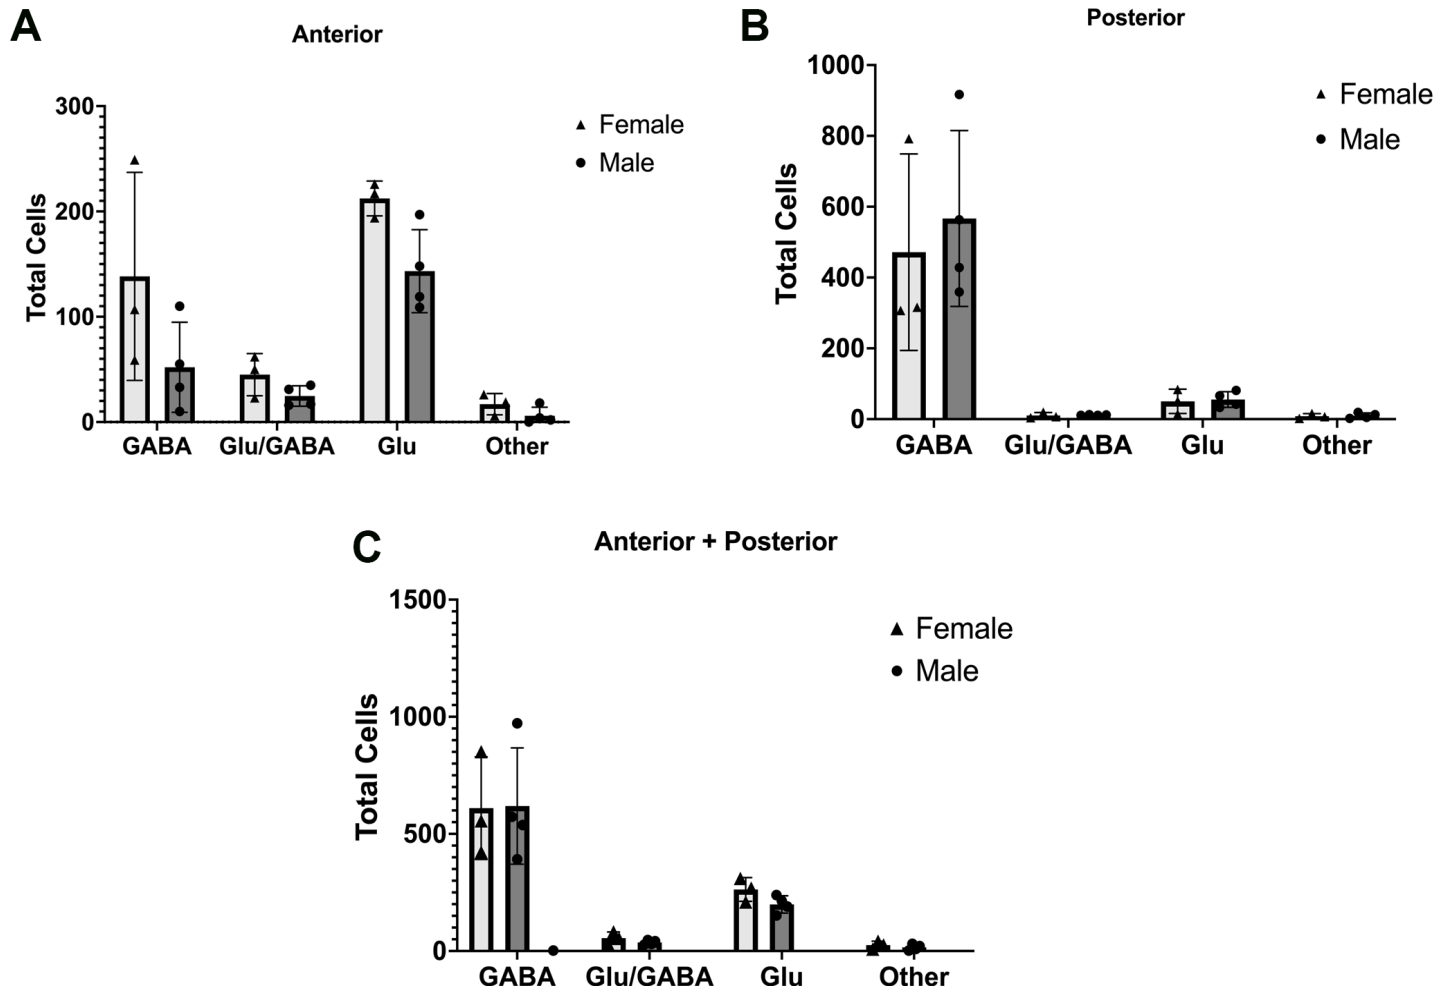 A
Anterior
300
200
100
0
Total Cells
Female
Male
GABA Glu/GABA Glu Other
B
Posterior
1000
800
600
400
200
0
Total Cells
Female
Male
GABA Glu/GABA Glu Other
C
Anterior + Posterior
1500
1000
500
0
Total Cells
Female
Male
GABA Glu/GABA Glu Other